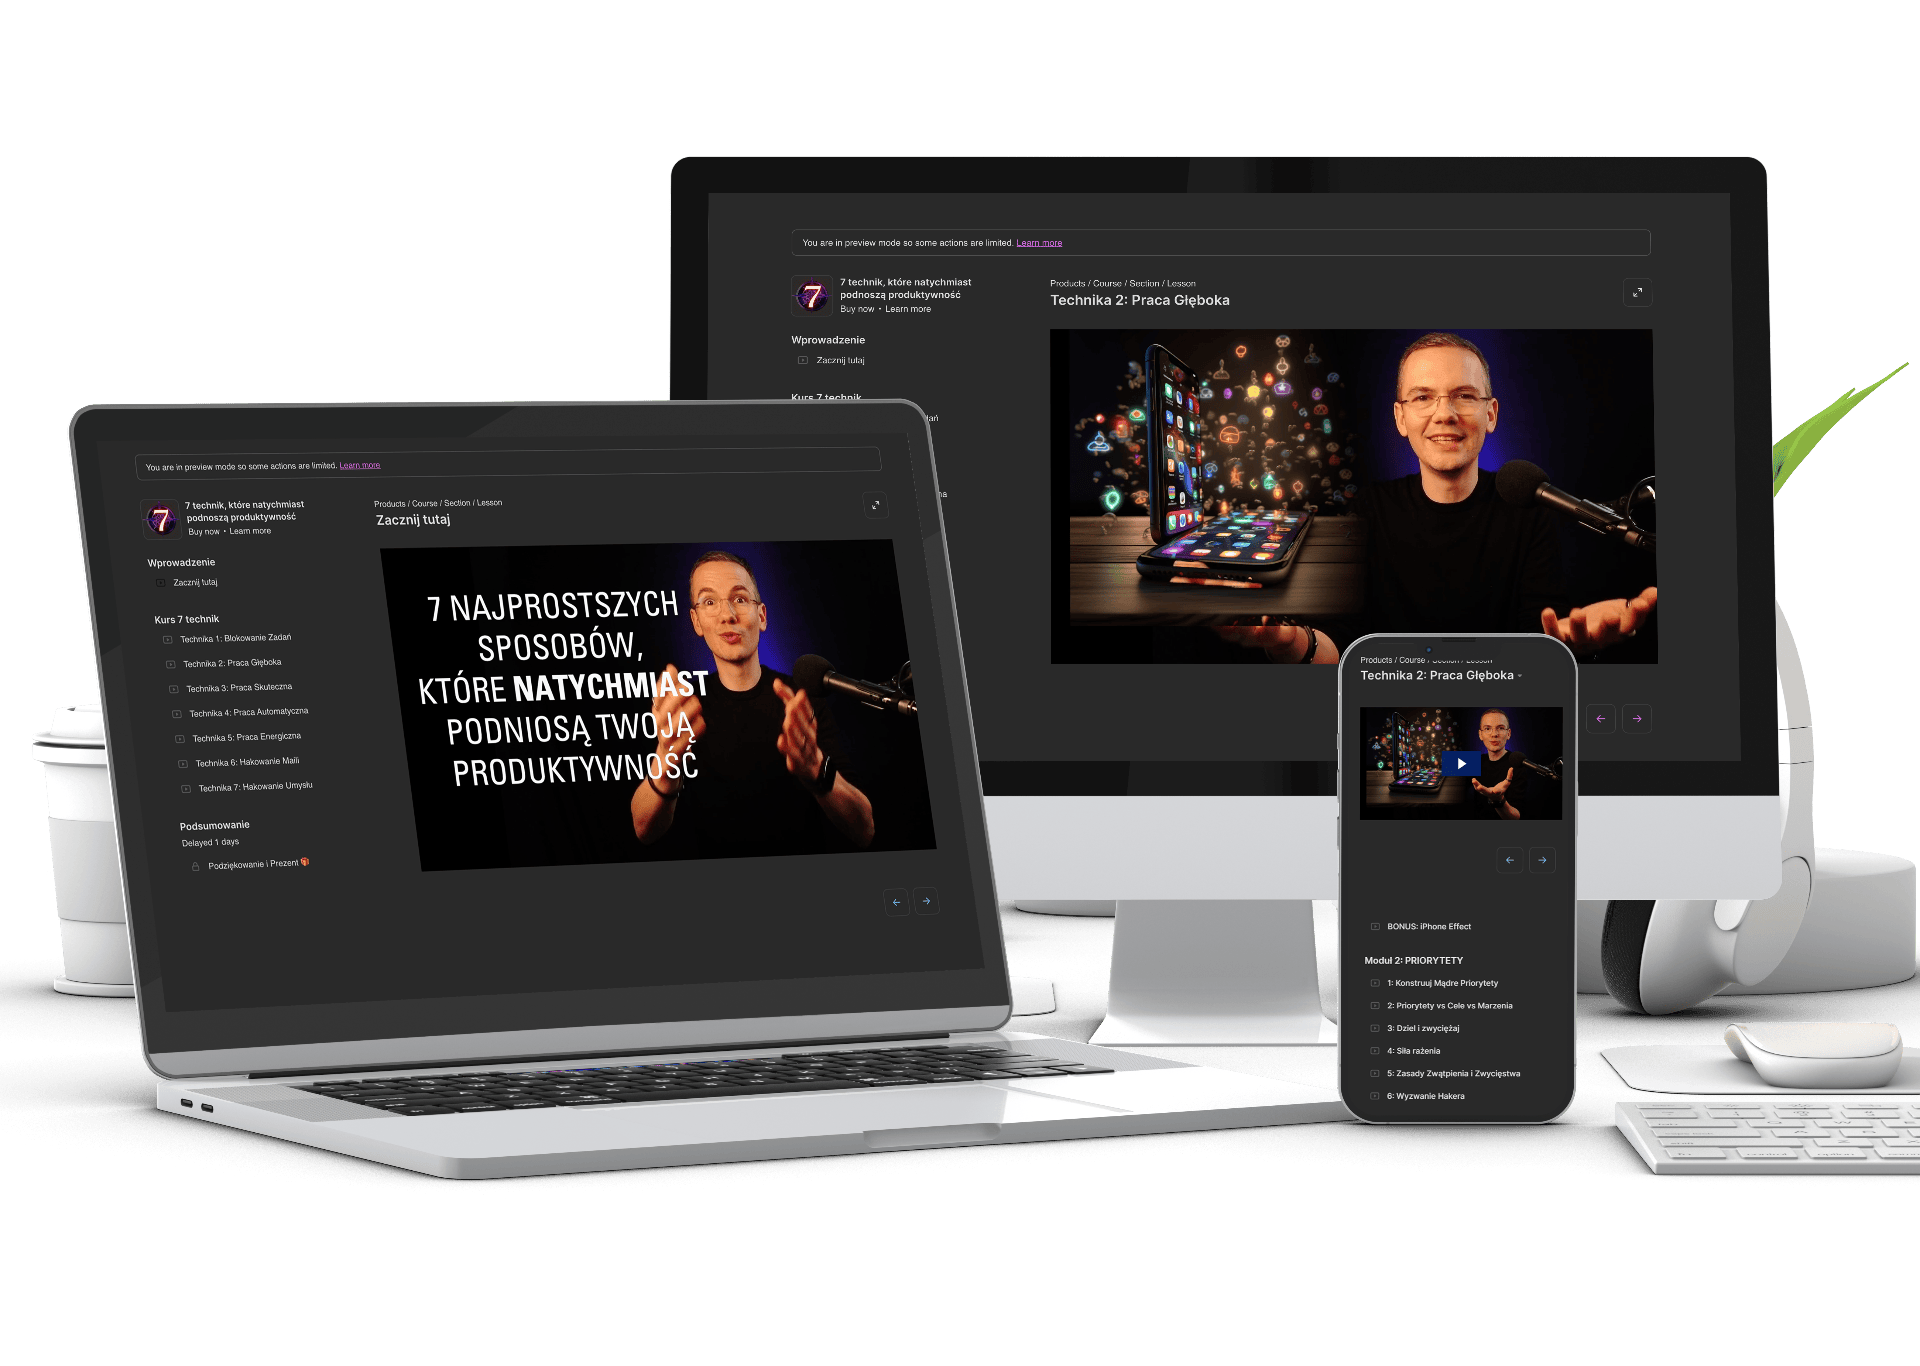 You are in preview mode so some actions are limited. Learn more
7 technik, które natychmiast
podnoszą produktywność
Buy now • Learn more
Wprowadzenie
Zacznij tutaj
Kurs 7 technik
Products / Course / Section / Lesson
Technika 2: Praca Głęboka
You are in preview mode so some actions are limited. Learn more
7 technik, które natychmiast
podnoszą produktywność
Buy now • Learn more
Wprowadzenie
Zacznij tutaj
Kurs 7 technik
Technika 1: Blokowanie Zadań
Technika 2: Praca Głęboka
Technika 3: Praca Skuteczna
Technika 4: Praca Automatyczna
Technika 5: Praca Energiczna
Technika 6: Hakowanie Maili
Technika 7: Hakowanie Umysłu
Podsumowanie
Delayed 1 days
Podziękowanie i Prezent
Products / Course / Section / Lesson
Zacznij tutaj
7 NAJPROSTSZYCH
SPOSOBÓW,
KTÓRE NATYCHMIAST
PODNIOSĄ TWOJĄ
PRODUKTYWNOŚĆ
Products / Course / Section / Lesson
Technika 2: Praca Głęboka
BONUS: iPhone Effect
Moduł 2: PRIORYTETY
1: Konstruuj Mądre Priorytety
2: Priorytety vs Cele vs Marzenia
3: Dziel i zwyciężaj
4: Siła rażenia
5: Zasady Zwątpienia i Zwycięstwa
6: Wyzwanie Hakera